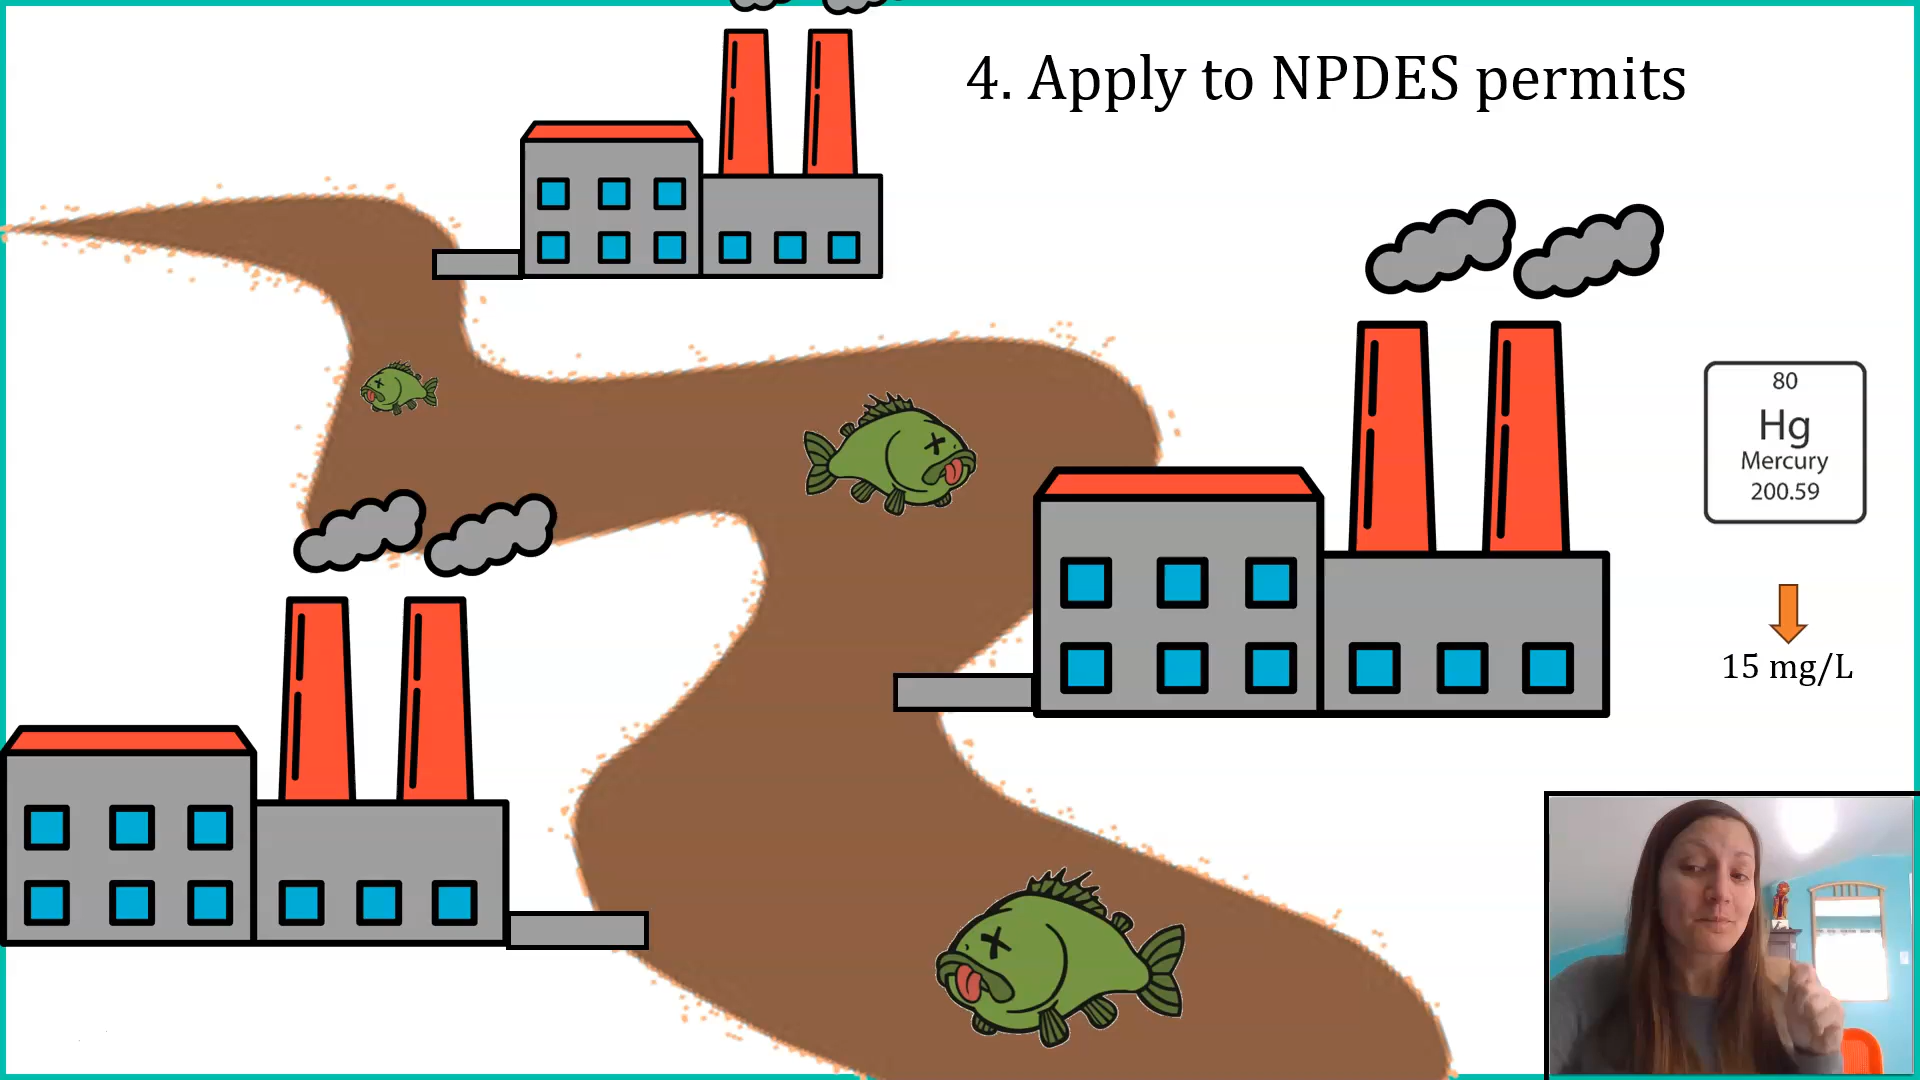 4. Apply to NPDES permits
80
Hg
Mercury
200.59
15 mg/L